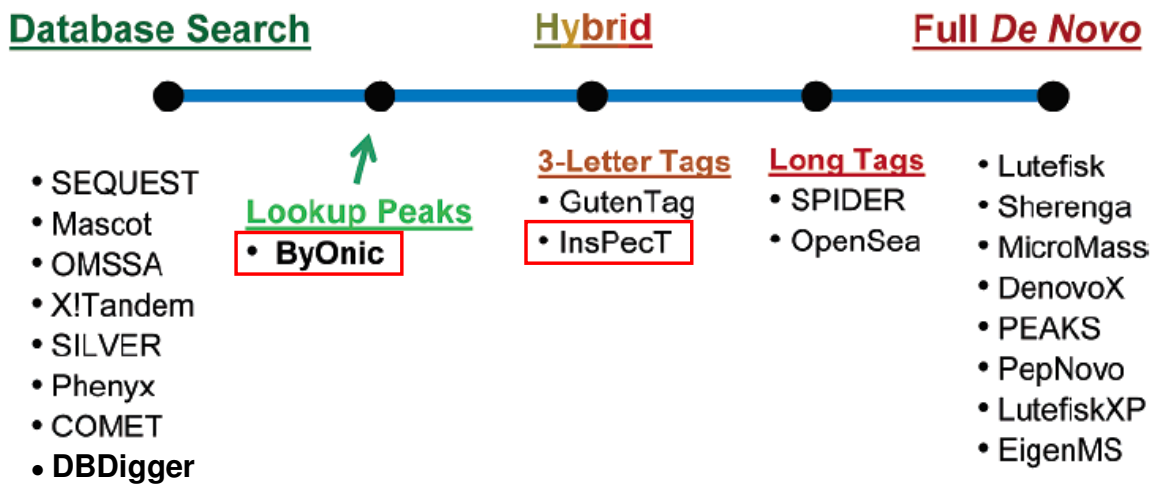 Database Search
Hybrid
Full De Novo
• SEQUEST
• Mascot
• OMSSA
• X!Tandem
• SILVER
• Phenyx
• COMET
• DBDigger
Lookup Peaks
• ByOnic
3-Letter Tags
• GutenTag
• InsPecT
Long Tags
• SPIDER
• OpenSea
• Lutefisk
• Sherenga
• MicroMass
• DenovoX
• PEAKS
• PepNovo
• LutefiskXP
• EigenMS